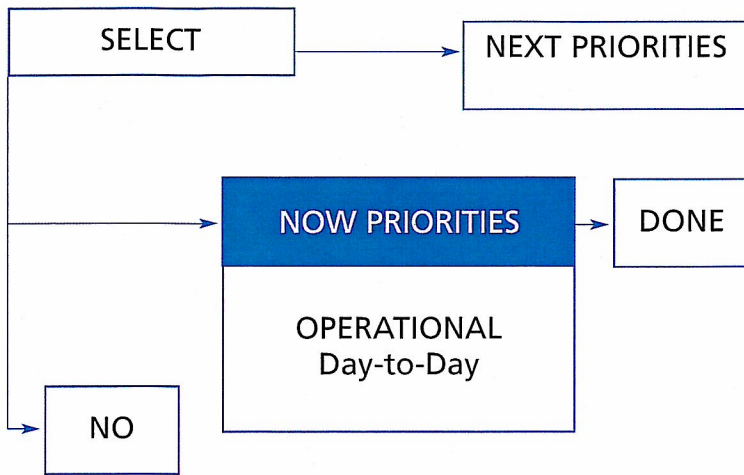 SELECT
NEXT PRIORITIES
NOW PRIORITIES
DONE
OPERATIONAL
Day-to-Day
NO